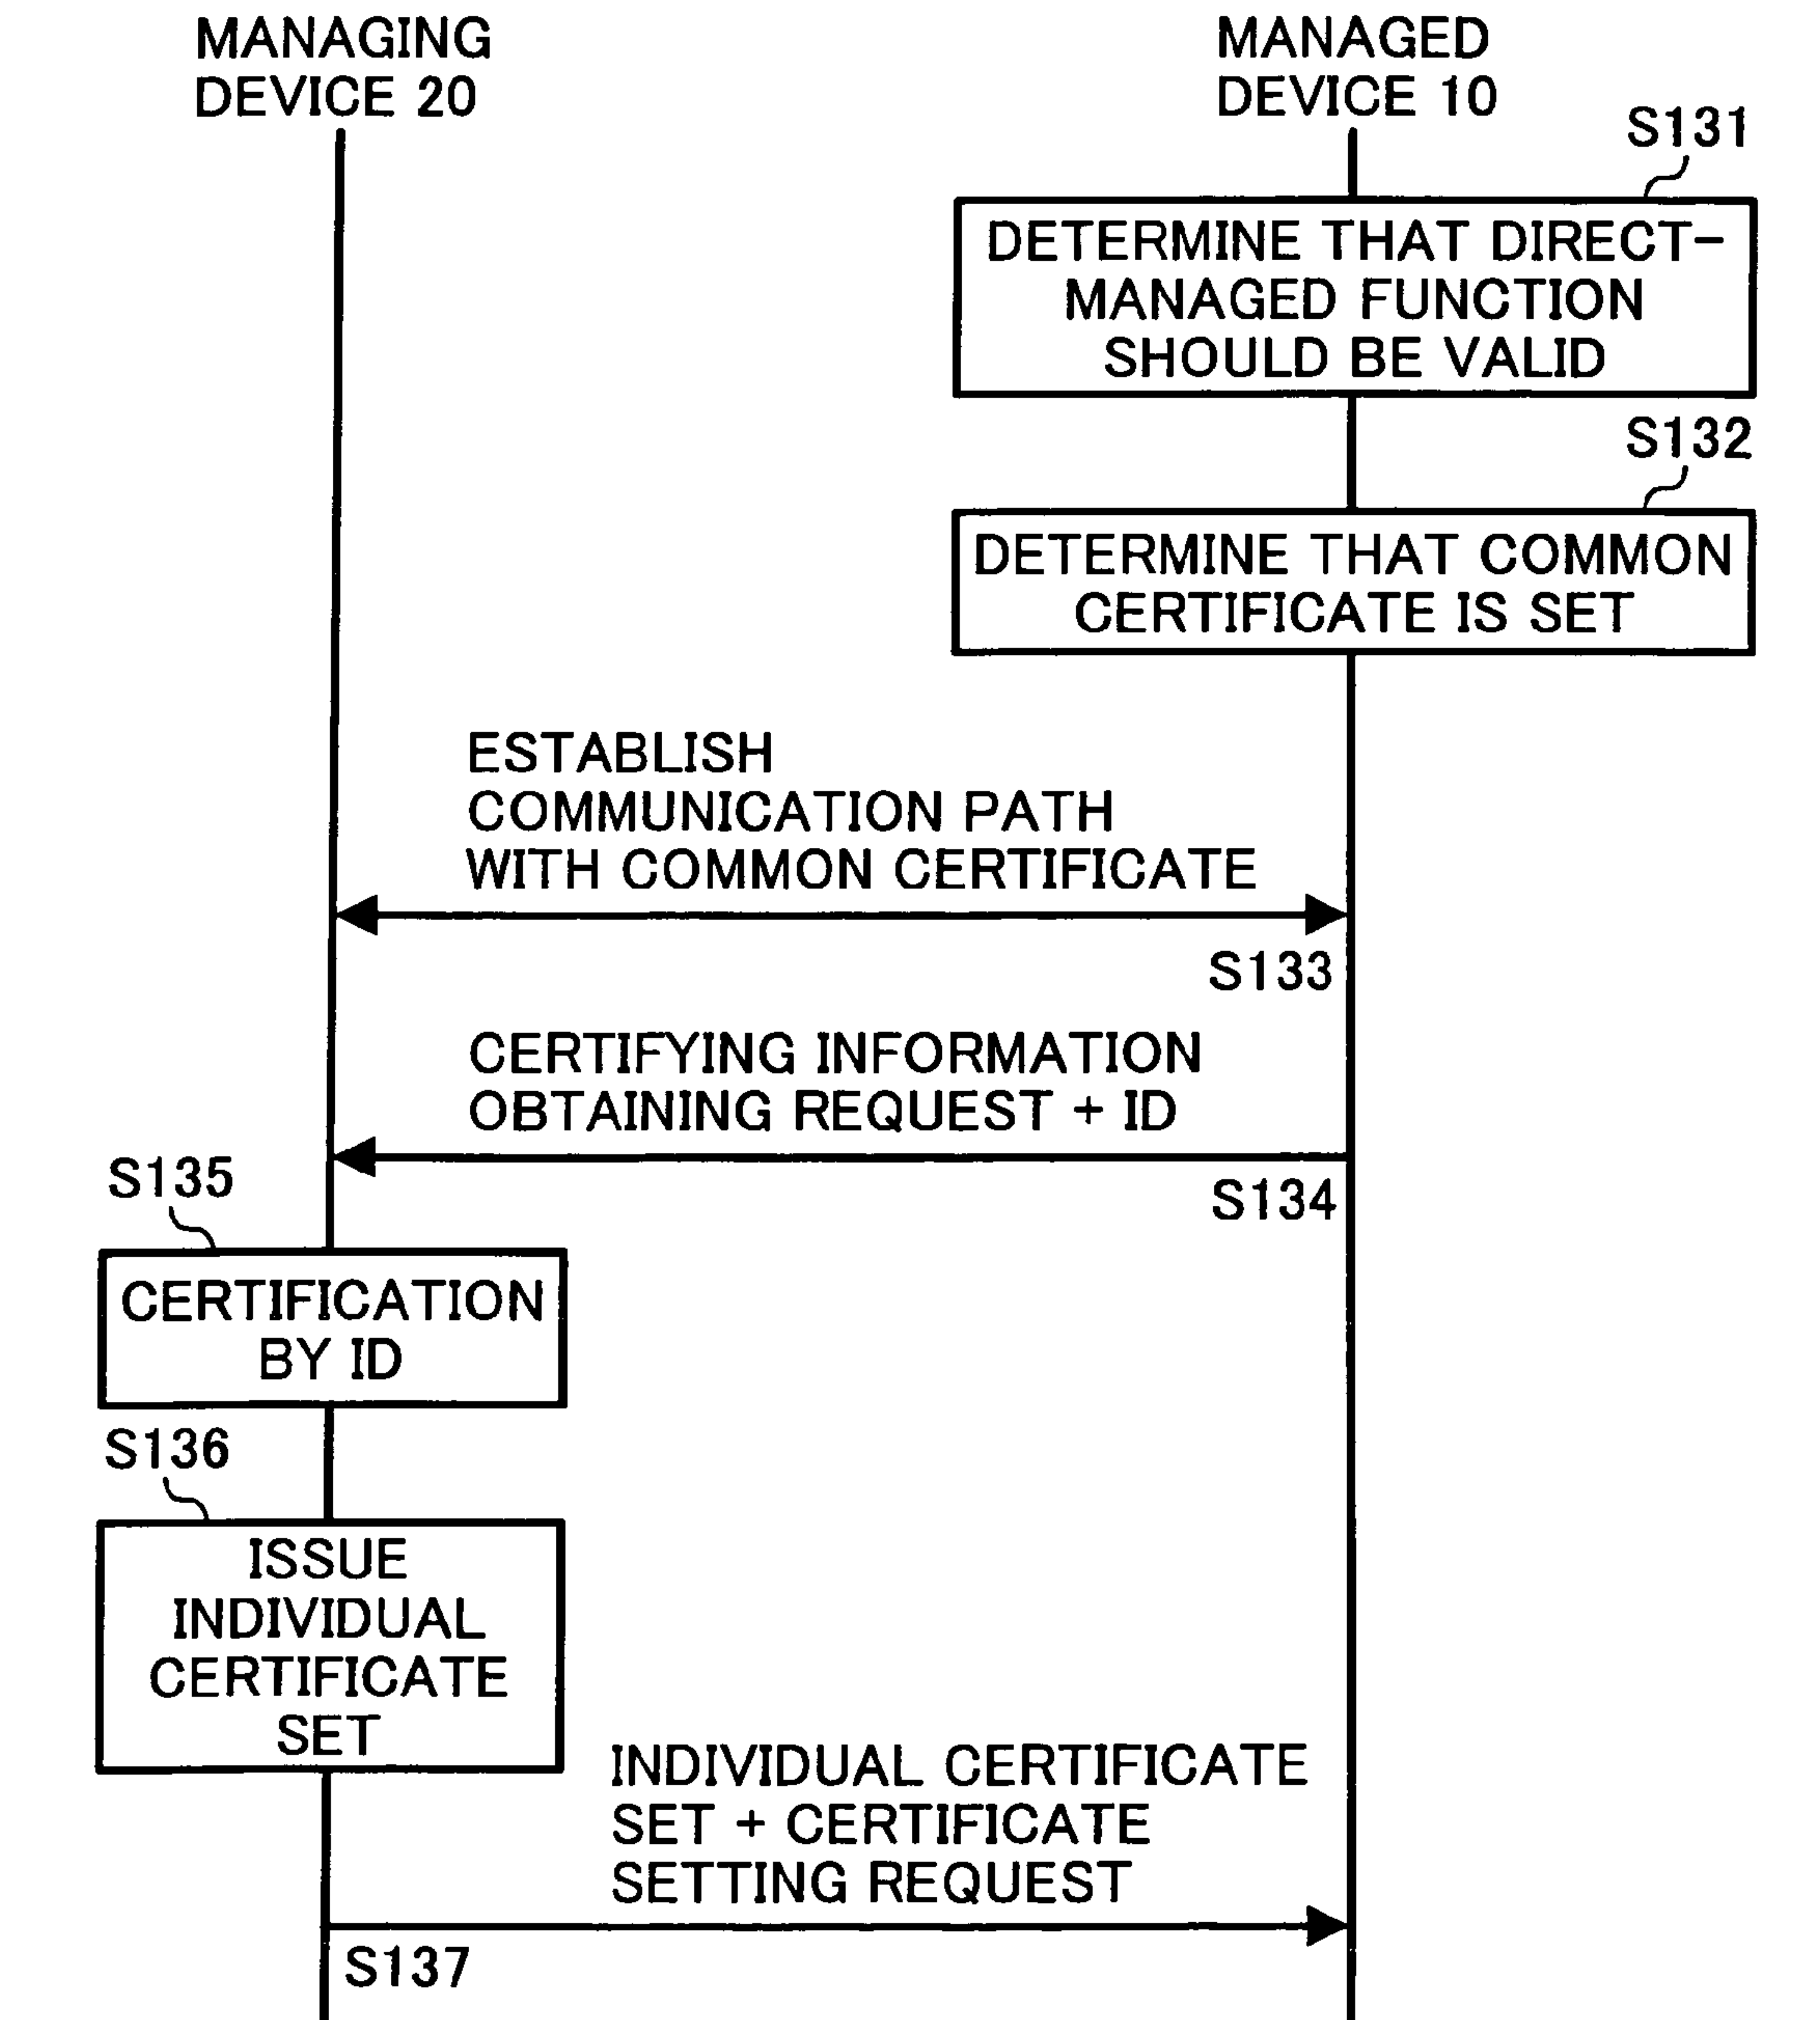 MANAGING
DEVICE 20
MANAGED
DEVICE 10
S131
DETERMINE THAT DIRECT-
MANAGED FUNCTION
SHOULD BE VALID
S132
DETERMINE THAT COMMON
CERTIFICATE IS SET
ESTABLISH
COMMUNICATION PATH
WITH COMMON CERTIFICATE
S133
CERTIFYING INFORMATION
OBTAINING REQUEST + ID
S134
S135
CERTIFICATION
BY ID
S136
ISSUE
INDIVIDUAL
CERTIFICATE
SET
INDIVIDUAL CERTIFICATE
SET + CERTIFICATE
SETTING REQUEST
S137